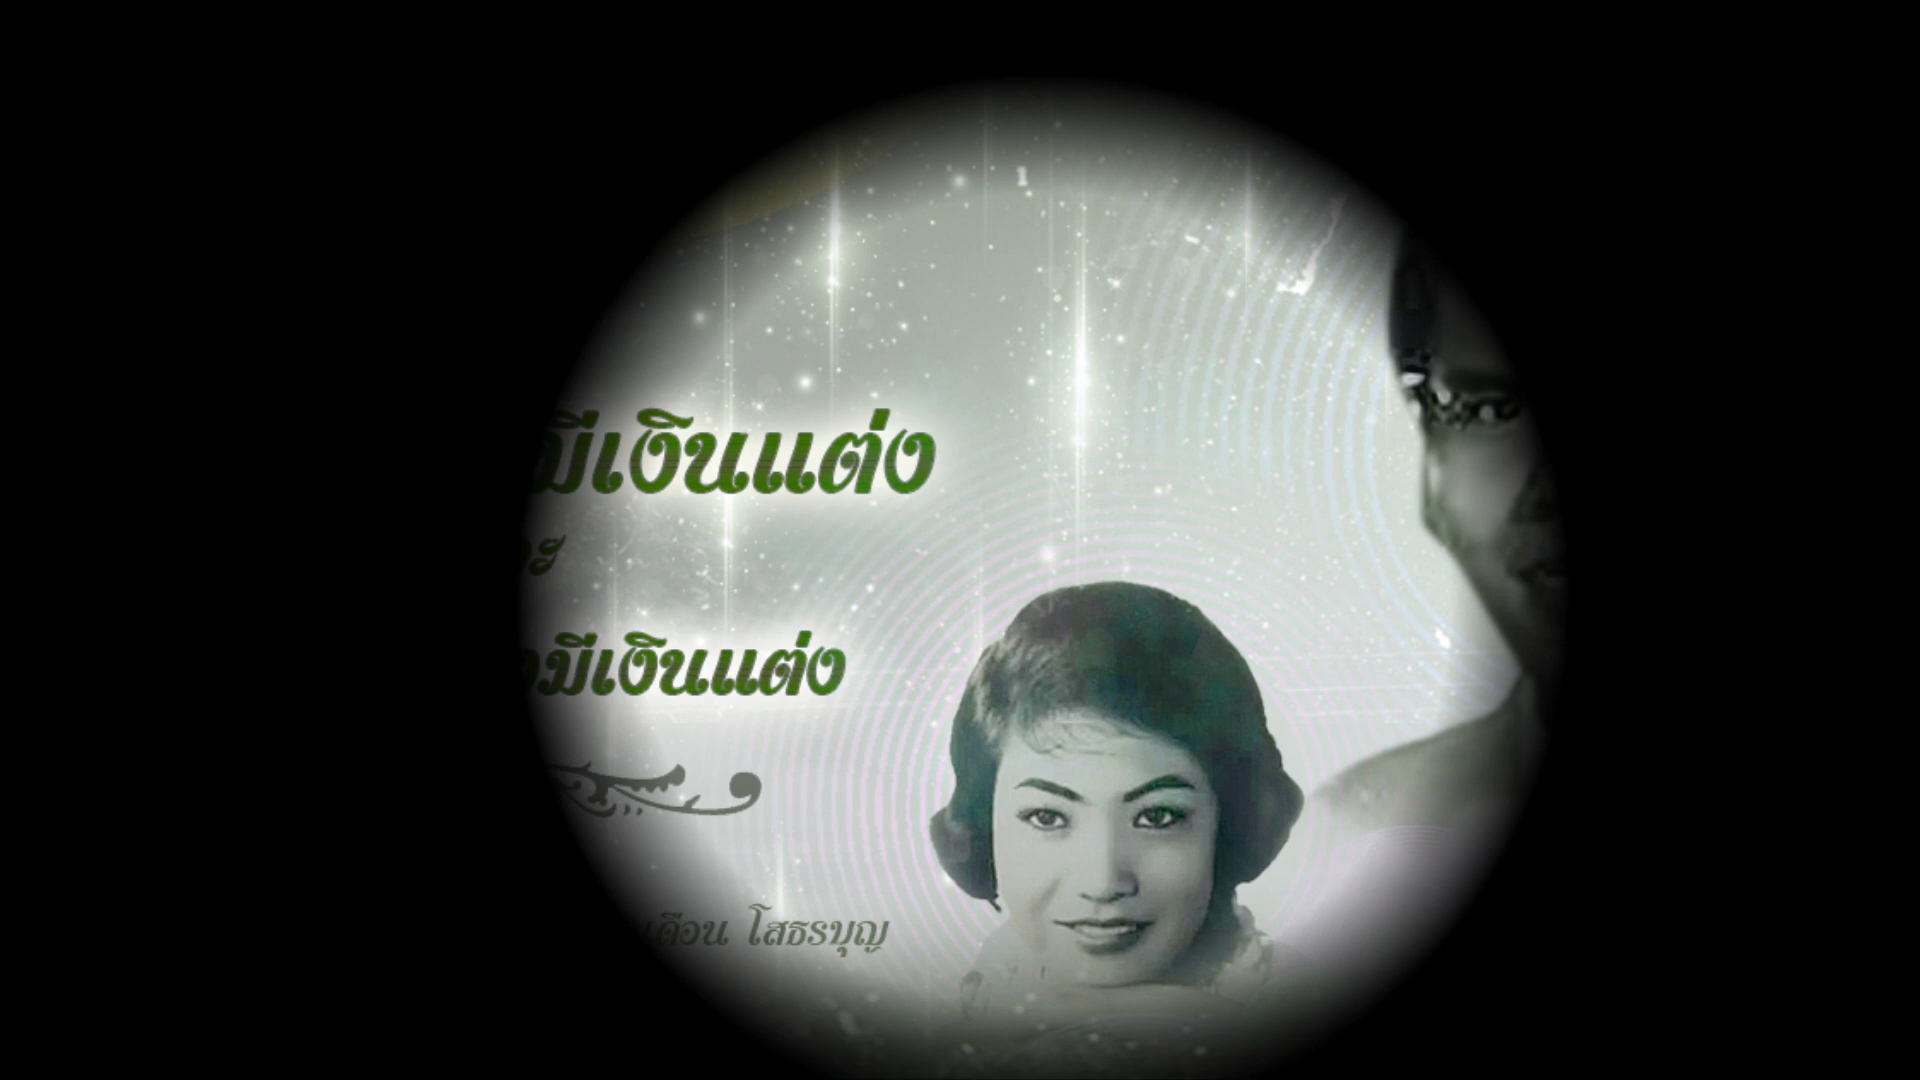 มีเงินแต่ง
มีเงินแต่ง
เดือน โสธรบุญ